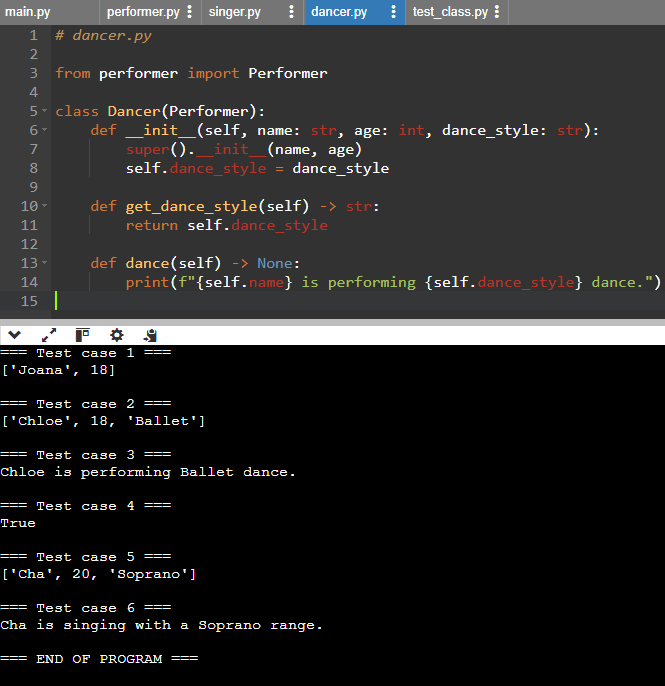 main.py performer.py singer.py dancer.py test_class.py
1 # dancer.py
2
3 from performer import Performer
4
5 class Dancer(Performer):
6 def __init__(self, name: str, age: int, dance_style: str):
7 super().__init__(name, age)
8 self.dance_style = dance_style
9
10 def get_dance_style(self) -> str:
11 return self.dance_style
12
13 def dance(self) -> None:
14 print(f"{self.name} is performing {self.dance_style} dance.")
15
=== Test case 1 ===
['Joana', 18]
=== Test case 2 ===
['Chloe', 18, 'Ballet']
=== Test case 3 ===
Chloe is performing Ballet dance.
=== Test case 4 ===
True
=== Test case 5 ===
['Cha', 20, 'Soprano']
=== Test case 6 ===
Cha is singing with a Soprano range.
=== END OF PROGRAM ===